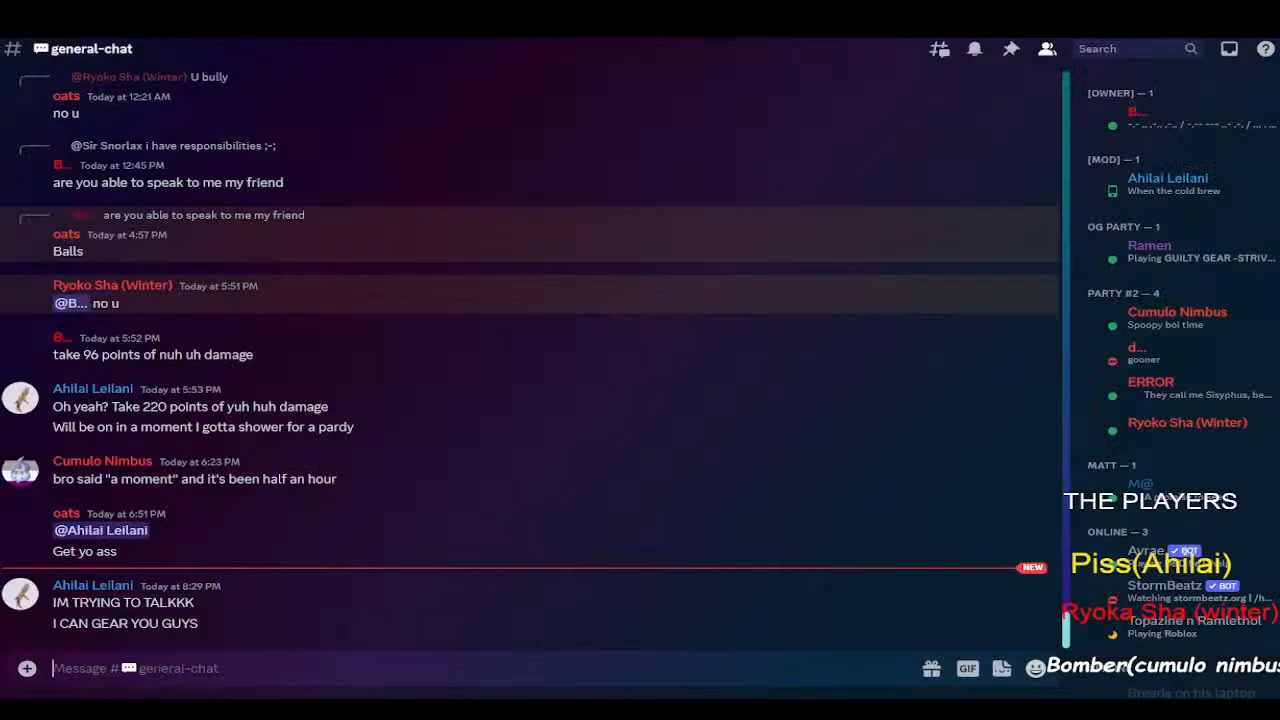 # 💬 general-chat
Search
@Ryoko Sha (Winter) U bully
oats Today at 12:21 AM
no u
@Sir Snorlax i have responsibilities ;-;
B... Today at 12:45 PM
are you able to speak to me my friend
are you able to speak to me my friend
oats Today at 4:57 PM
Balls
Ryoko Sha (Winter) Today at 5:51 PM
@B... no u
B... Today at 5:52 PM
take 96 points of nuh uh damage
Ahilai Leilani Today at 5:53 PM
Oh yeah? Take 220 points of yuh huh damage
Will be on in a moment I gotta shower for a pardy
Cumulo Nimbus Today at 6:23 PM
bro said "a moment" and it's been half an hour
oats Today at 6:51 PM
@Ahilai Leilani
Get yo ass
NEW
Ahilai Leilani Today at 8:29 PM
IM TRYING TO TALKKK
I CAN GEAR YOU GUYS
Message #💬 general-chat
GIF
[OWNER] — 1
B...
[MOD] — 1
Ahilai Leilani
When the cold brew
OG PARTY — 1
Ramen
Playing GUILTY GEAR -STRIV...
PARTY #2 — 4
Cumulo Nimbus
Spoopy boi time
d...
gooner
ERROR
They call me Sisyphus, be...
Ryoko Sha (Winter)
MATT — 1
M@
THE PLAYERS
ONLINE — 3
Avrae ✓ BOT
Piss(Ahilai)
StormBeatz ✓ BOT
Watching stormbeatz.org | /h...
Ryoka Sha (winter)
Topazine n Ramlethol
Playing Roblox
Bomber(cumulo nimbus
Breada on his laptop